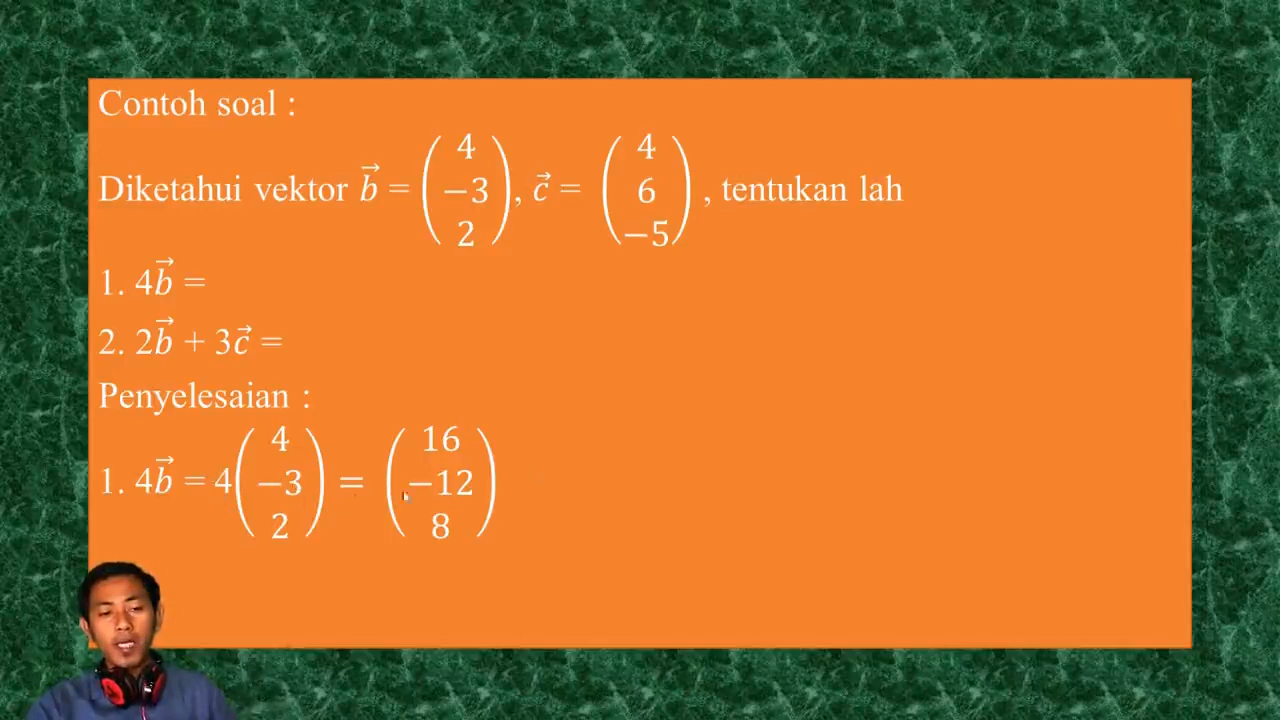 Contoh soal :
Diketahui vektor b⃗ = (4 −3 2), c⃗ = (4 6 −5) , tentukan lah
1. 4b⃗ =
2. 2b⃗ + 3c⃗ =
Penyelesaian :
1. 4b⃗ = 4(4 −3 2) = (16 −12 8)